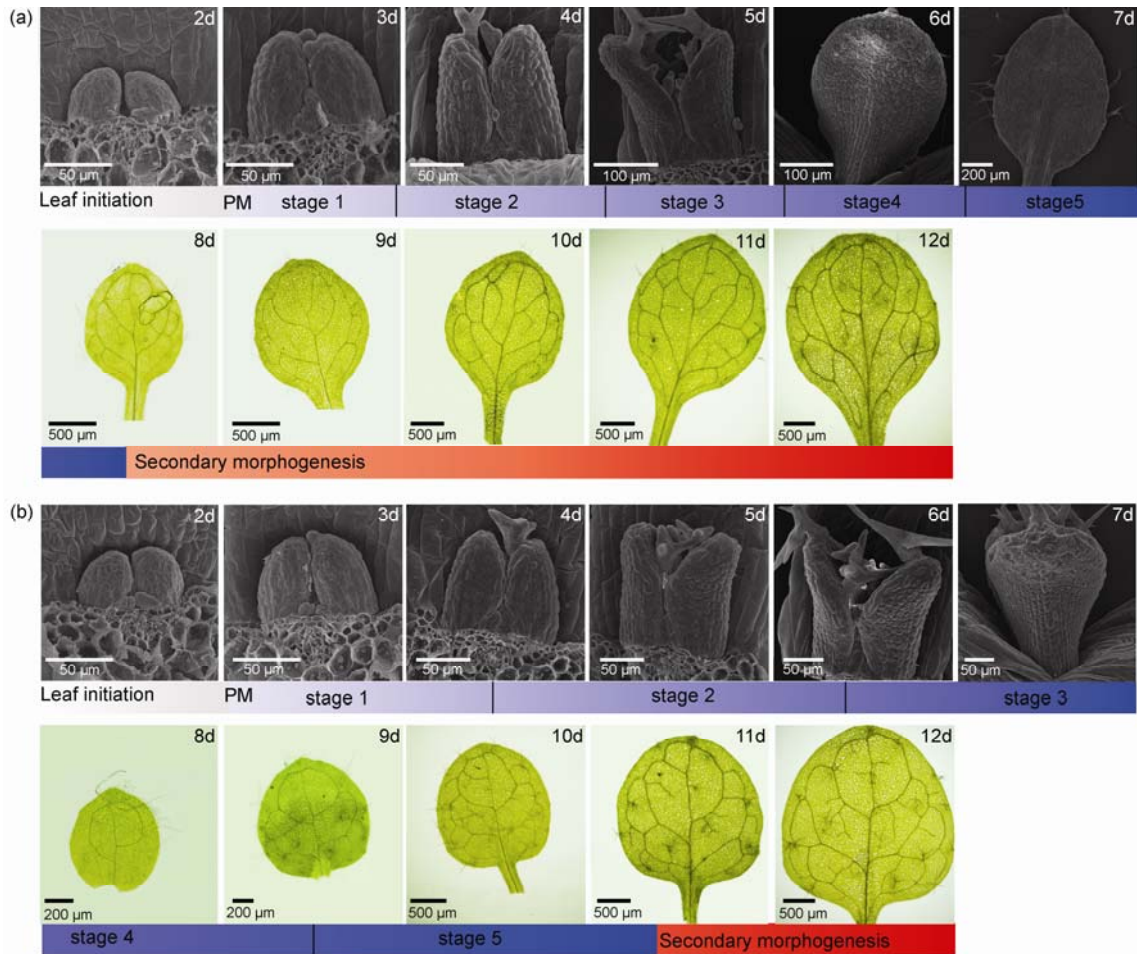 (a)
2d 3d 4d 5d 6d 7d
50 µm 50 µm 50 µm 100 µm 100 µm 200 µm
Leaf initiation PM stage 1 stage 2 stage 3 stage4 stage5
8d 9d 10d 11d 12d
500 µm 500 µm 500 µm 500 µm 500 µm
Secondary morphogenesis
(b)
2d 3d 4d 5d 6d 7d
50 µm 50 µm 50 µm 50 µm 50 µm 50 µm
Leaf initiation PM stage 1 stage 2 stage 3
8d 9d 10d 11d 12d
200 µm 200 µm 500 µm 500 µm 500 µm
stage 4 stage 5 Secondary morphogenesis